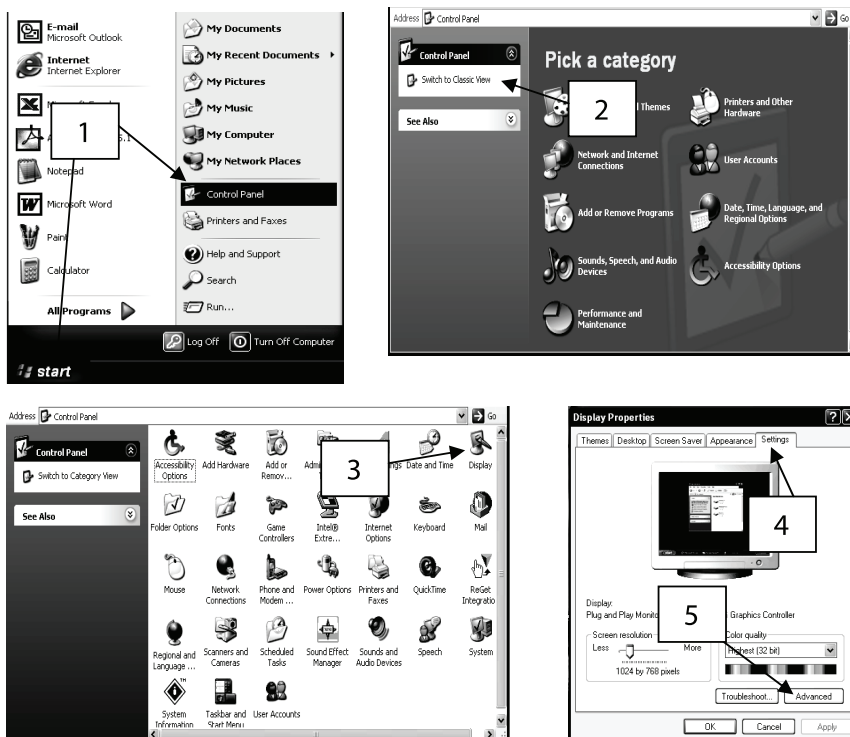 E-mail
Microsoft Outlook
Internet
Internet Explorer
Notepad
Microsoft Word
Paint
Calculator
All Programs
My Documents
My Recent Documents
My Pictures
My Music
My Computer
My Network Places
Control Panel
Printers and Faxes
Help and Support
Search
Run...
Log Off
Turn Off Computer
start
1
Address Control Panel
Go
Control Panel
Switch to Classic View
See Also
Pick a category
2
Themes
Printers and Other
Hardware
Network and Internet
Connections
User Accounts
Add or Remove Programs
Date, Time, Language, and
Regional Options
Sounds, Speech, and Audio
Devices
Accessibility Options
Performance and
Maintenance
Address Control Panel
Go
Control Panel
Switch to Category View
See Also
3
Accessibility
Options
Add Hardware
Add or
Remov...
Date and Time
Display
Folder Options
Fonts
Game
Controllers
Intel®
Extre...
Internet
Options
Keyboard
Mail
Mouse
Network
Connections
Phone and
Modem ...
Power Options
Printers and
Faxes
QuickTime
ReGet
Integratio
Regional and
Language ...
Scanners and
Cameras
Scheduled
Tasks
Sound Effect
Manager
Sounds and
Audio Devices
Speech
System
System
Information
Taskbar and
Start Menu
User Accounts
Display Properties
Themes Desktop Screen Saver Appearance Settings
4
Display:
Plug and Play Monito
Graphics Controller
5
Screen resolution
Less More
1024 by 768 pixels
Color quality
Highest (32 bit)
Troubleshoot... Advanced
OK Cancel Apply